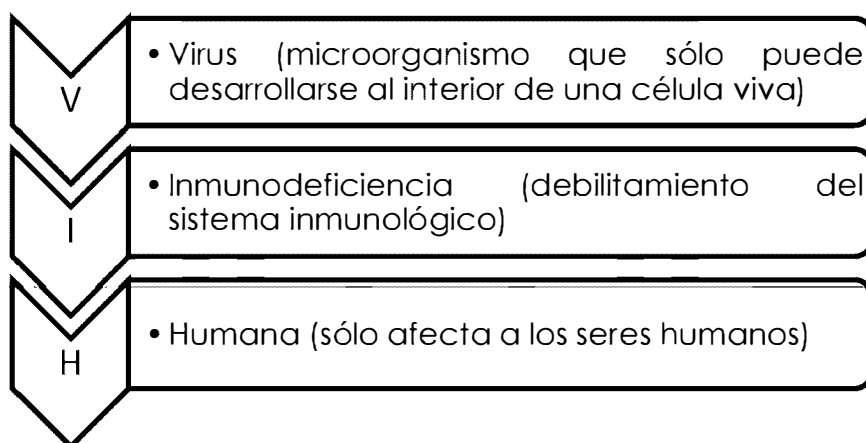 V
• Virus (microorganismo que sólo puede
desarrollarse al interior de una célula viva)
I
• Inmunodeficiencia (debilitamiento del
sistema inmunológico)
H
• Humana (sólo afecta a los seres humanos)